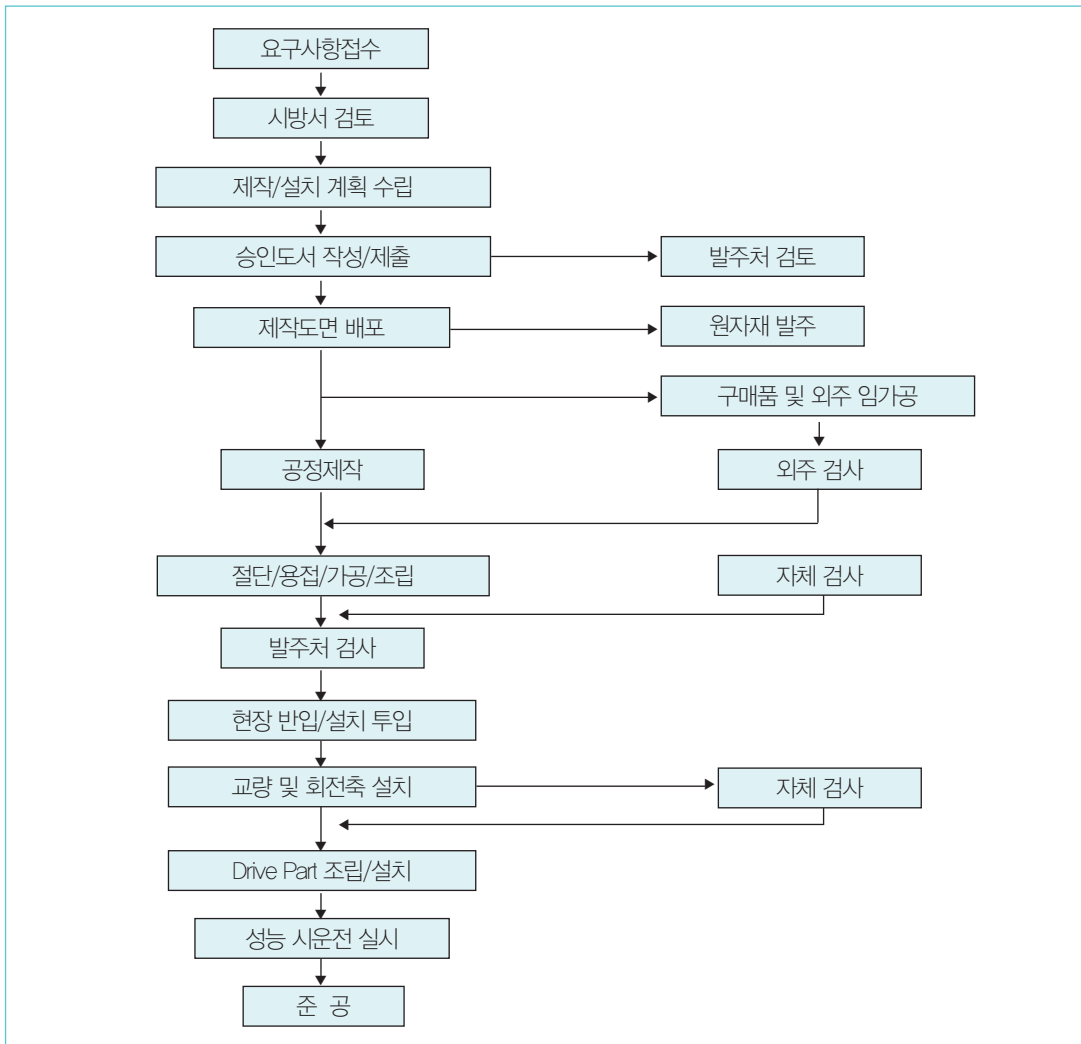 요구사항접수
시방서 검토
제작/설치 계획 수립
승인도서 작성/제출
발주처 검토
제작도면 배포
원자재 발주
구매품 및 외주 임가공
공정제작
외주 검사
절단/용접/가공/조립
자체 검사
발주처 검사
현장 반입/설치 투입
교량 및 회전축 설치
자체 검사
Drive Part 조립/설치
성능 시운전 실시
준 공